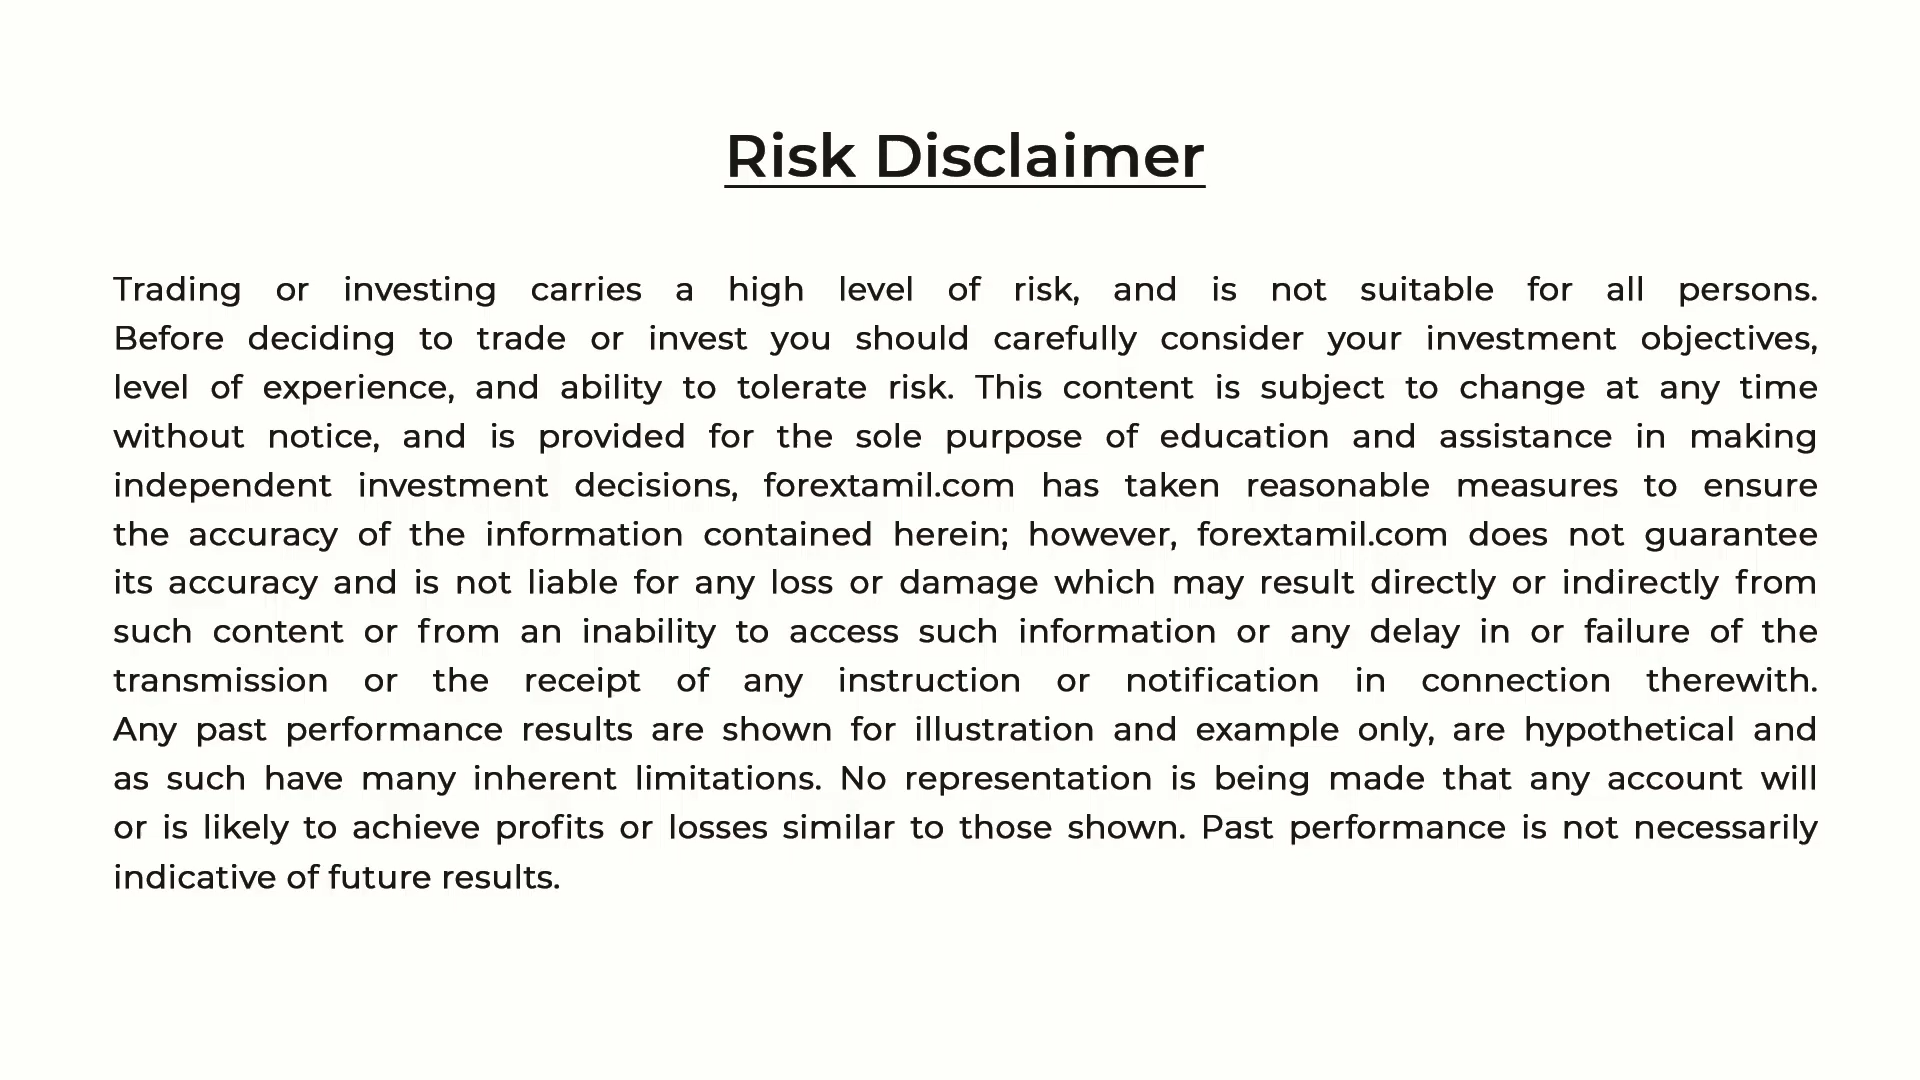 Risk Disclaimer
Trading or investing carries a high level of risk, and is not suitable for all persons.
Before deciding to trade or invest you should carefully consider your investment objectives,
level of experience, and ability to tolerate risk. This content is subject to change at any time
without notice, and is provided for the sole purpose of education and assistance in making
independent investment decisions, forextamil.com has taken reasonable measures to ensure
the accuracy of the information contained herein; however, forextamil.com does not guarantee
its accuracy and is not liable for any loss or damage which may result directly or indirectly from
such content or from an inability to access such information or any delay in or failure of the
transmission or the receipt of any instruction or notification in connection therewith.
Any past performance results are shown for illustration and example only, are hypothetical and
as such have many inherent limitations. No representation is being made that any account will
or is likely to achieve profits or losses similar to those shown. Past performance is not necessarily
indicative of future results.